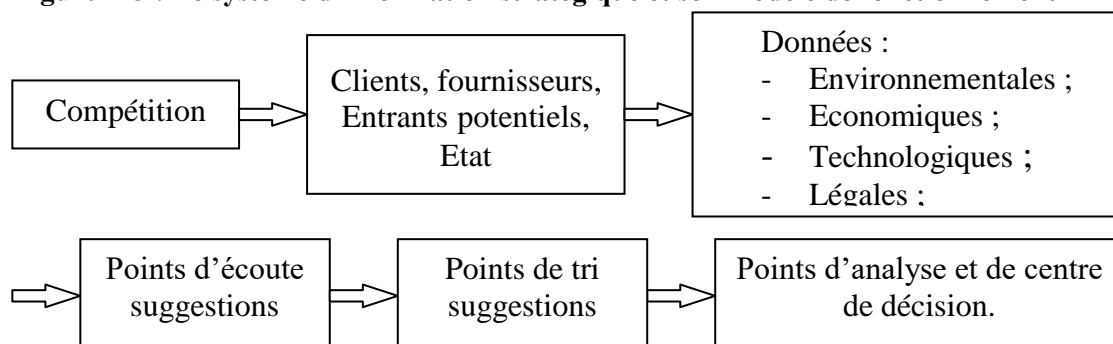 Compétition
Clients, fournisseurs,
Entrants potentiels,
Etat
Données :
- Environnementales ;
- Economiques ;
- Technologiques ;
- Légales ;
Points d’écoute
suggestions
Points de tri
suggestions
Points d’analyse et de centre
de décision.